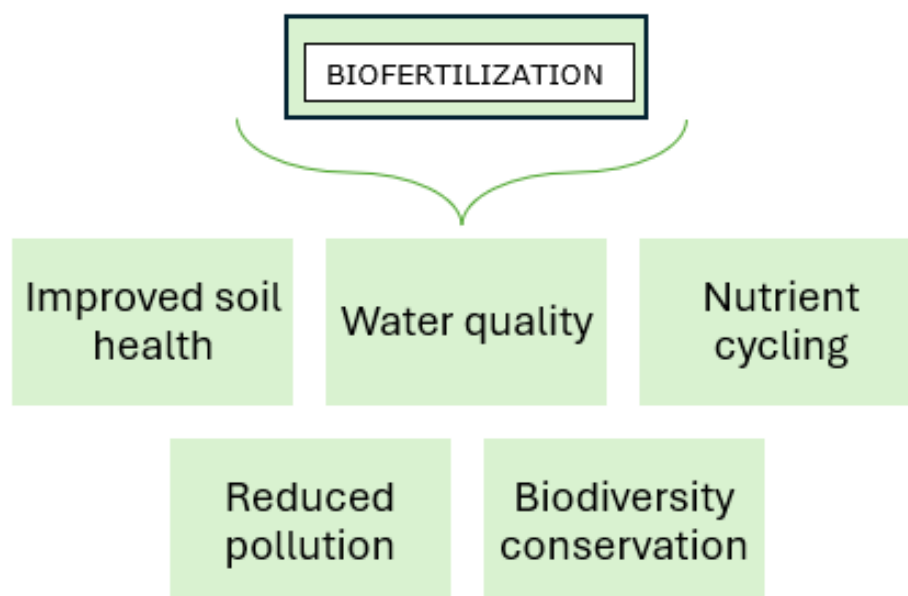 BIOFERTILIZATION
Improved soil
health
Water quality
Nutrient
cycling
Reduced
pollution
Biodiversity
conservation